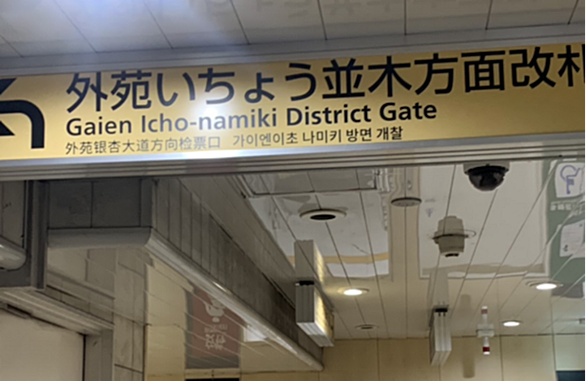 外苑いちょう並木方面改札
Gaien Icho-namiki District Gate
外苑银杏大道方向检票口 가이엔이초 나미키 방면 개찰